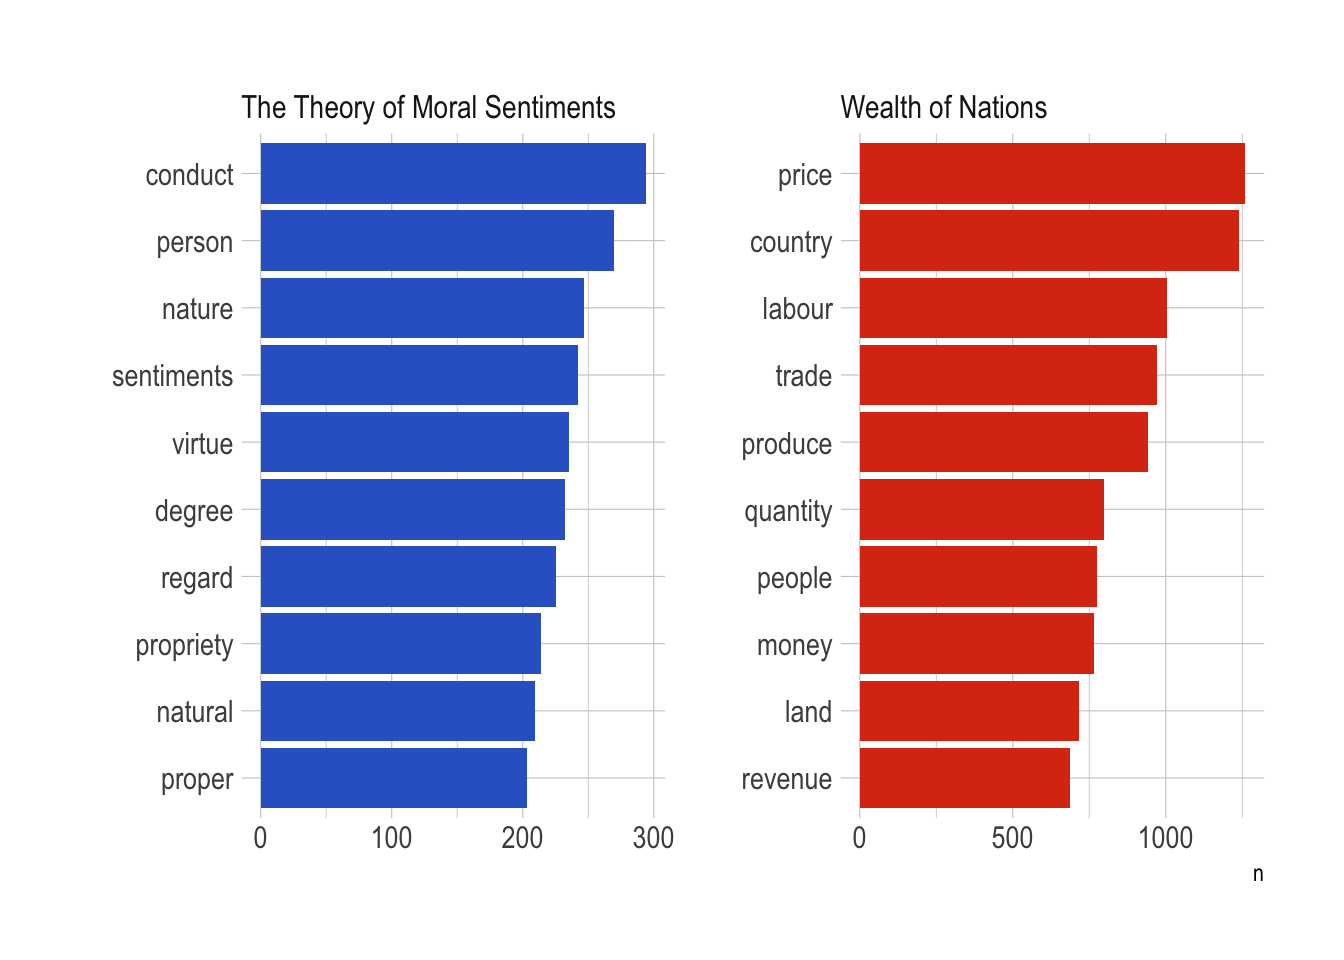 The Theory of Moral Sentiments
conduct
person
nature
sentiments
virtue
degree
regard
propriety
natural
proper
0 100 200 300
Wealth of Nations
price
country
labour
trade
produce
quantity
people
money
land
revenue
0 500 1000
n